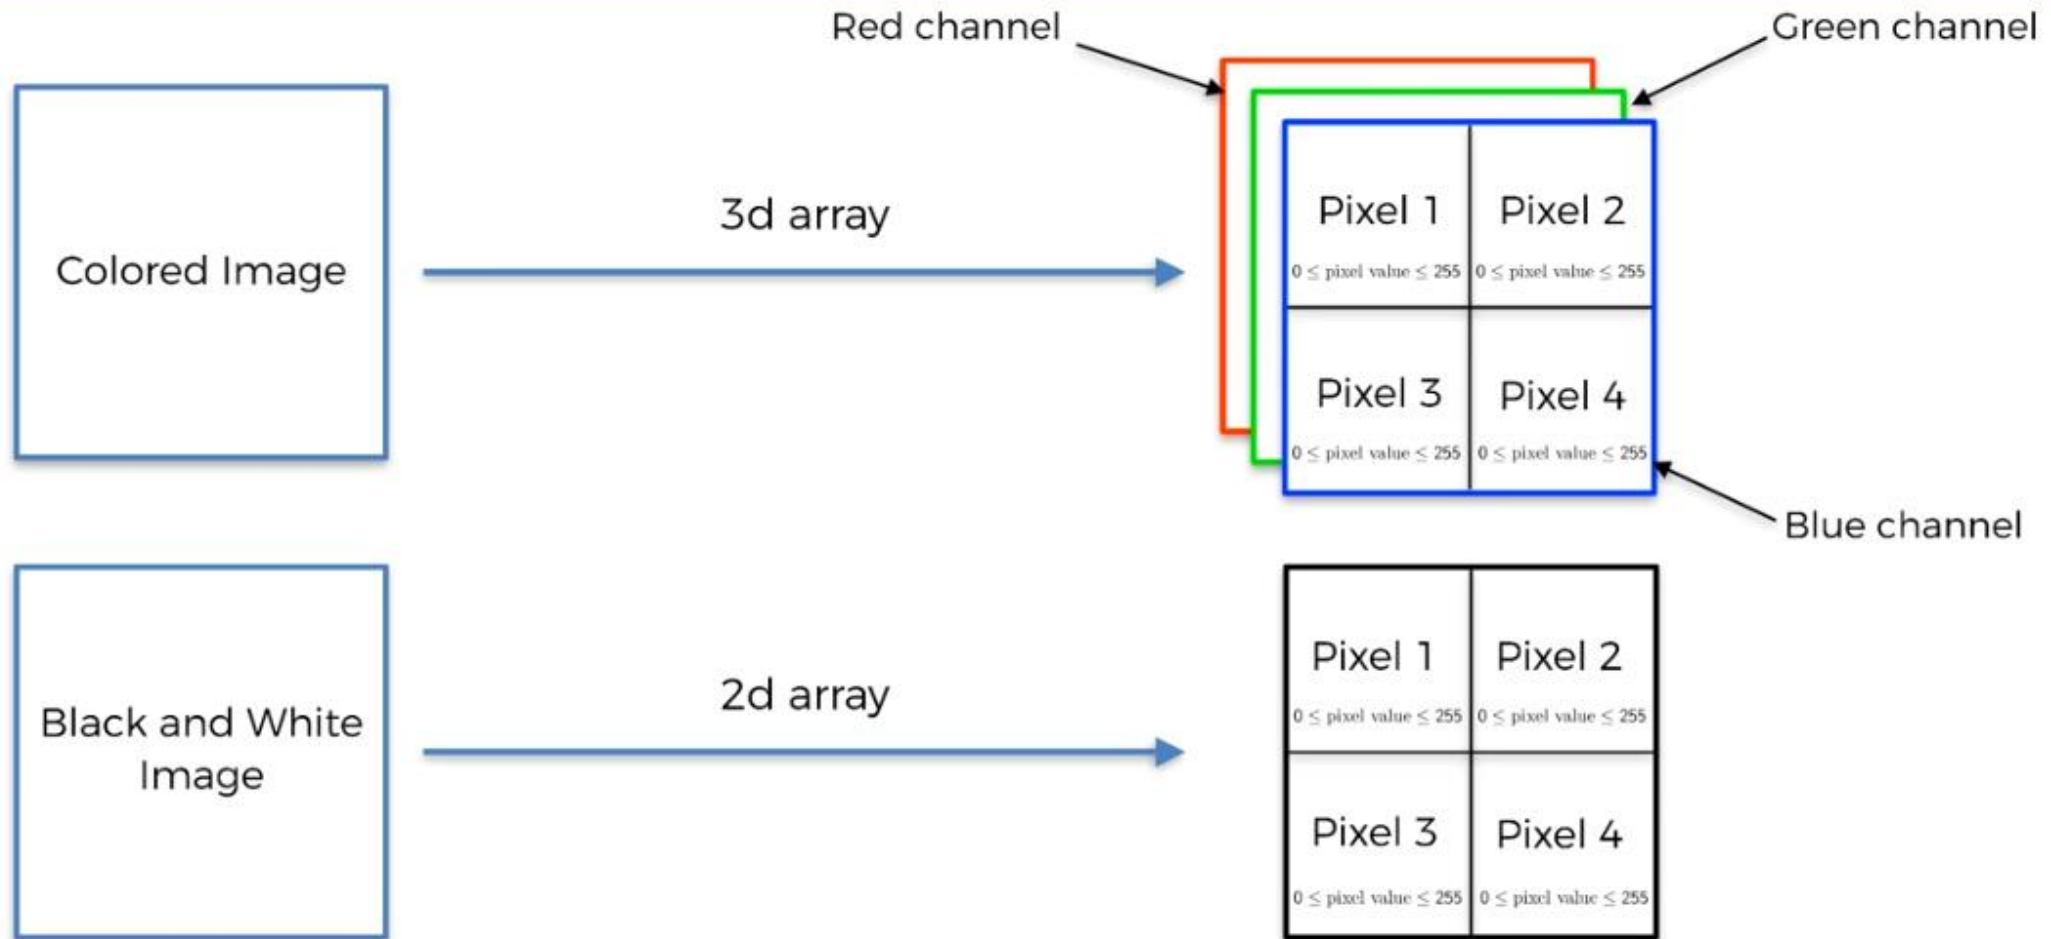 Red channel
Green channel
Colored Image
3d array
Pixel 1
Pixel 2
0 ≤ pixel value ≤ 255
0 ≤ pixel value ≤ 255
Pixel 3
Pixel 4
0 ≤ pixel value ≤ 255
0 ≤ pixel value ≤ 255
Blue channel
Black and White
Image
2d array
Pixel 1
Pixel 2
0 ≤ pixel value ≤ 255
0 ≤ pixel value ≤ 255
Pixel 3
Pixel 4
0 ≤ pixel value ≤ 255
0 ≤ pixel value ≤ 255